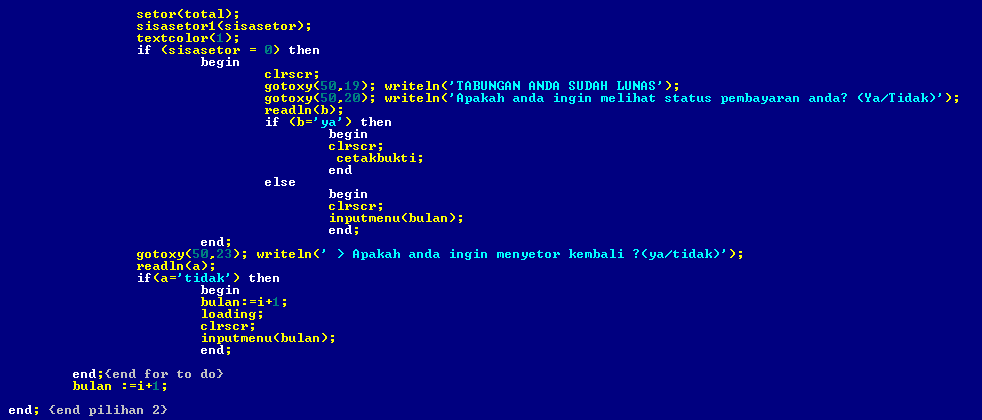 setor(total);
sisasetor1(sisasetor);
textcolor(1);
if (sisasetor = 0) then
begin
clrscr;
gotoxy(50,19); writeln('TABUNGAN ANDA SUDAH LUNAS');
gotoxy(50,20); writeln('Apakah anda ingin melihat status pembayaran anda? (Ya/Tidak)');
readln(b);
if (b='ya') then
begin
clrscr;
cetakbukti;
end
else
begin
clrscr;
inputmenu(bulan);
end;
end;
gotoxy(50,23); writeln(' > Apakah anda ingin menyetor kembali ?(ya/tidak)');
readln(a);
if(a='tidak') then
begin
bulan:=i+1;
loading;
clrscr;
inputmenu(bulan);
end;
end;{end for to do}
bulan :=i+1;
end; {end pilihan 2}